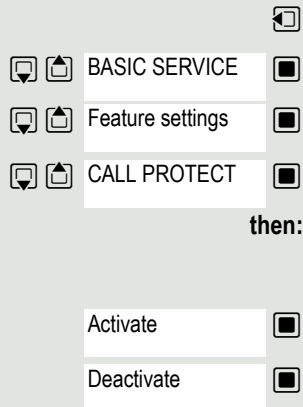 BASIC SERVICE
Feature settings
CALL PROTECT
then:
Activate
Deactivate